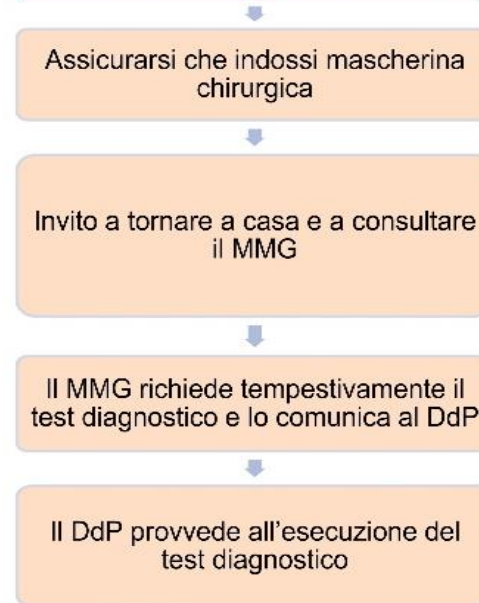 Assicurarsi che indossi mascherina
chirurgica
Invito a tornare a casa e a consultare
il MMG
Il MMG richiede tempestivamente il
test diagnostico e lo comunica al DdP
Il DdP provvede all'esecuzione del
test diagnostico